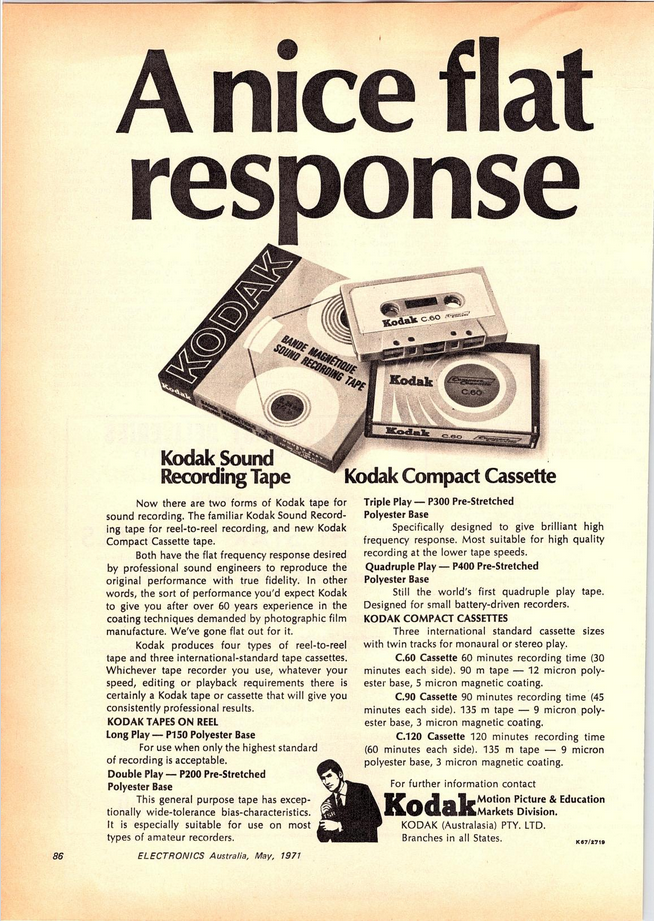 A nice flat
response
KODAK
Kodak
BANDE MAGNÉTIQUE
SOUND RECORDING TAPE
Kodak C.60
Kodak
C.60
Kodak C.60
Kodak Sound
Recording Tape
Kodak Compact Cassette
Now there are two forms of Kodak tape for
sound recording. The familiar Kodak Sound Record-
ing tape for reel-to-reel recording, and new Kodak
Compact Cassette tape.
Both have the flat frequency response desired
by professional sound engineers to reproduce the
original performance with true fidelity. In other
words, the sort of performance you'd expect Kodak
to give you after over 60 years experience in the
coating techniques demanded by photographic film
manufacture. We've gone flat out for it.
Kodak produces four types of reel-to-reel
tape and three international-standard tape cassettes.
Whichever tape recorder you use, whatever your
speed, editing or playback requirements there is
certainly a Kodak tape or cassette that will give you
consistently professional results.
KODAK TAPES ON REEL
Long Play — P150 Polyester Base
For use when only the highest standard
of recording is acceptable.
Double Play — P200 Pre-Stretched
Polyester Base
This general purpose tape has excep-
tionally wide-tolerance bias-characteristics.
It is especially suitable for use on most
types of amateur recorders.
Triple Play — P300 Pre-Stretched
Polyester Base
Specifically designed to give brilliant high
frequency response. Most suitable for high quality
recording at the lower tape speeds.
Quadruple Play — P400 Pre-Stretched
Polyester Base
Still the world's first quadruple play tape.
Designed for small battery-driven recorders.
KODAK COMPACT CASSETTES
Three international standard cassette sizes
with twin tracks for monaural or stereo play.
C.60 Cassette 60 minutes recording time (30
minutes each side). 90 m tape — 12 micron poly-
ester base, 5 micron magnetic coating.
C.90 Cassette 90 minutes recording time (45
minutes each side). 135 m tape — 9 micron poly-
ester base, 3 micron magnetic coating.
C.120 Cassette 120 minutes recording time
(60 minutes each side). 135 m tape — 9 micron
polyester base, 3 micron magnetic coating.
For further information contact
Kodak Motion Picture & Education
Markets Division.
KODAK (Australasia) PTY. LTD.
Branches in all States.
K67/5719
86 ELECTRONICS Australia, May, 1971